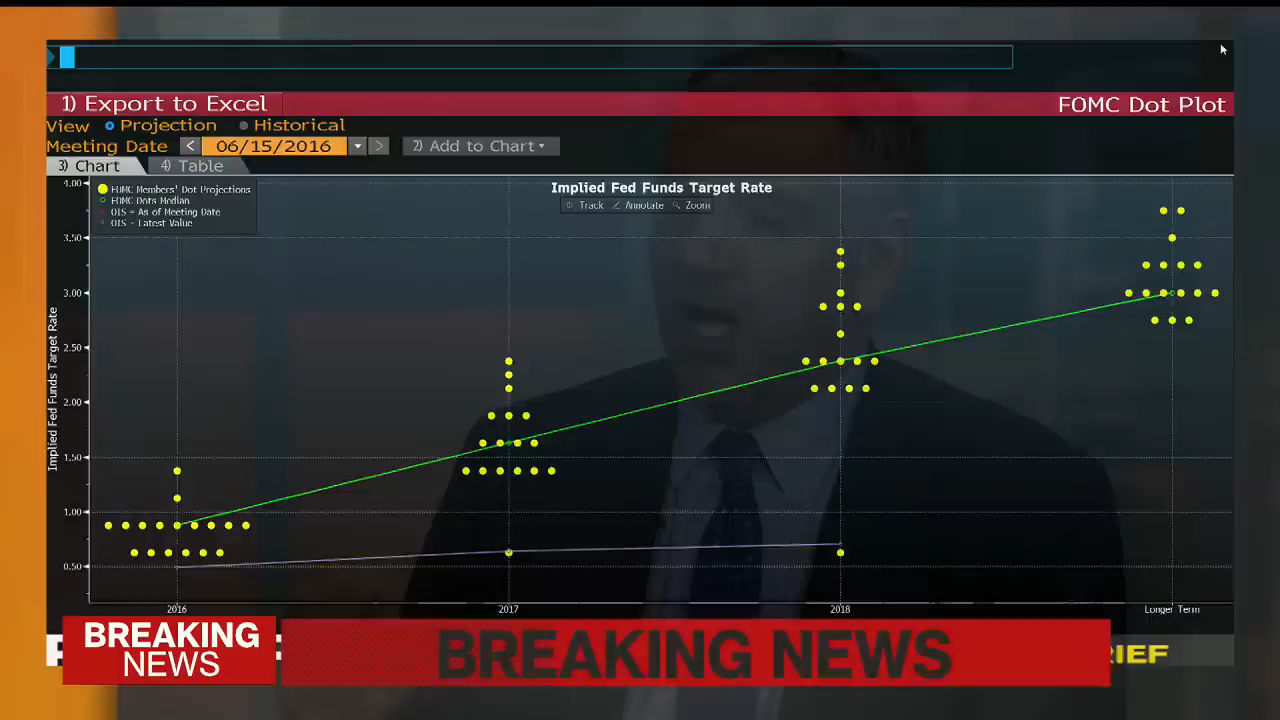 1) Export to Excel
FOMC Dot Plot
View Projection Historical
Meeting Date < 06/15/2016 > 2) Add to Chart
3) Chart 4) Table
Implied Fed Funds Target Rate
Track Annotate Zoom
FOMC Members' Dot Projections
FOMC Dots Median
OIS - As of Meeting Date
OIS - Latest Value
Implied Fed Funds Target Rate
4.00
3.50
3.00
2.50
2.00
1.50
1.00
0.50
2016 2017 2018 Longer Term
BREAKING
NEWS
BREAKING NEWS
RIEF